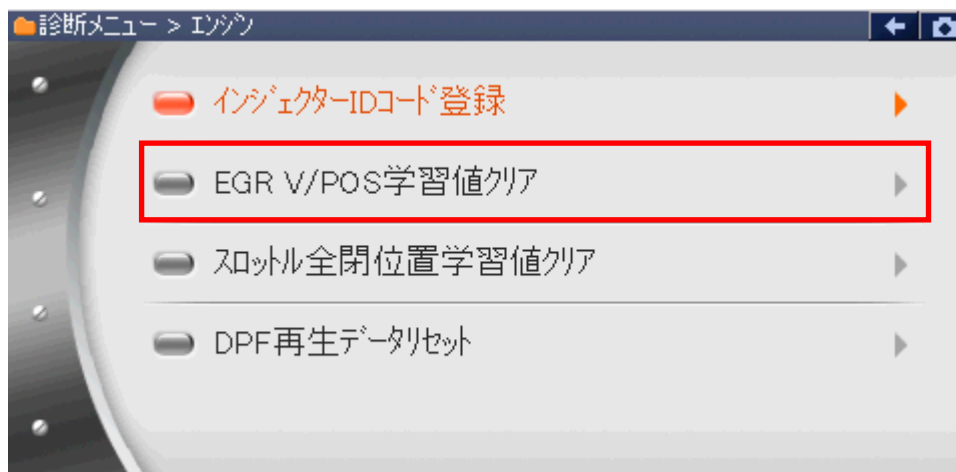 診断メニュー > エンジン
インジェクターIDコード登録
EGR V/POS学習値クリア
スロットル全閉位置学習値クリア
DPF再生データリセット